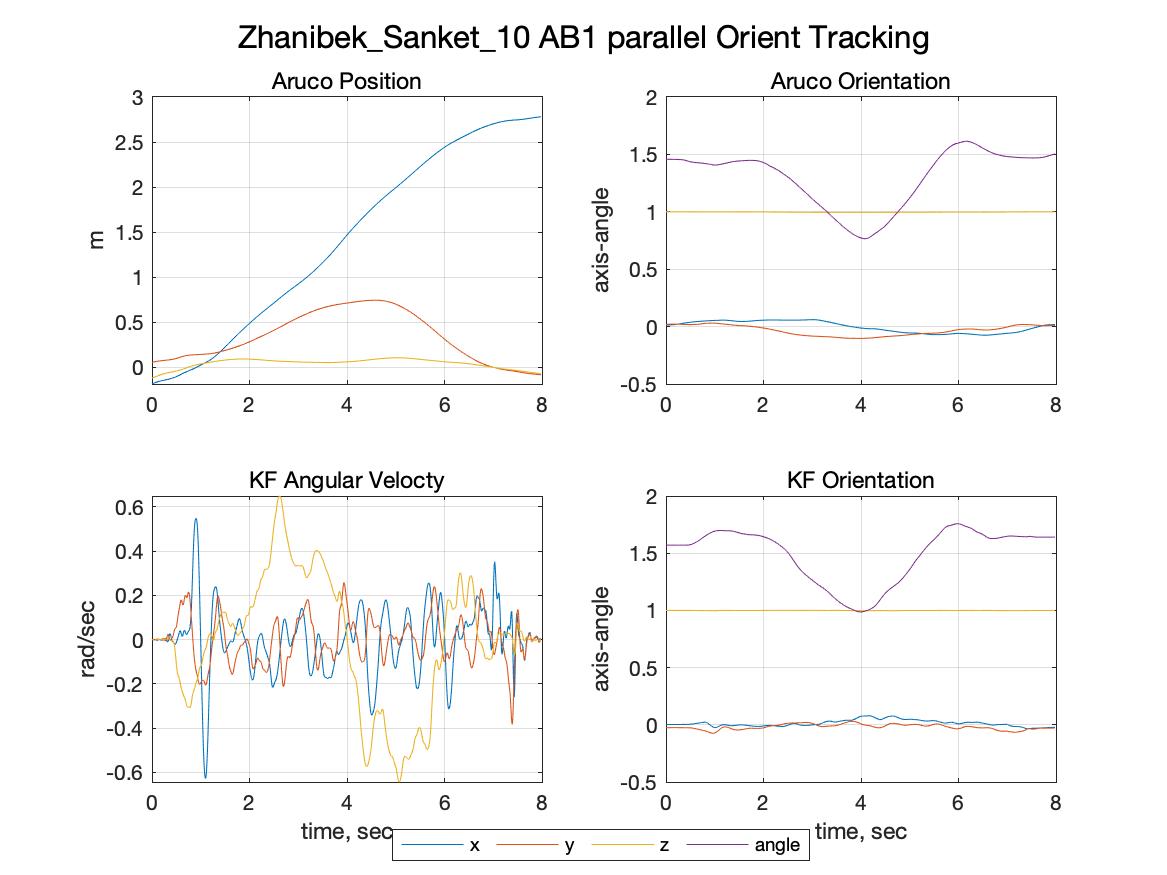 Zhanibek_Sanket_10 AB1 parallel Orient Tracking
Aruco Position
Aruco Orientation
3
2.5
2
1.5
1
0.5
0
m
0 2 4 6 8
2
1.5
1
0.5
0
-0.5
axis-angle
0 2 4 6 8
KF Angular Velocty
KF Orientation
0.6
0.4
0.2
0
-0.2
-0.4
-0.6
rad/sec
0 2 4 6 8
time, sec
2
1.5
1
0.5
0
-0.5
axis-angle
0 2 4 6 8
time, sec
x y z angle